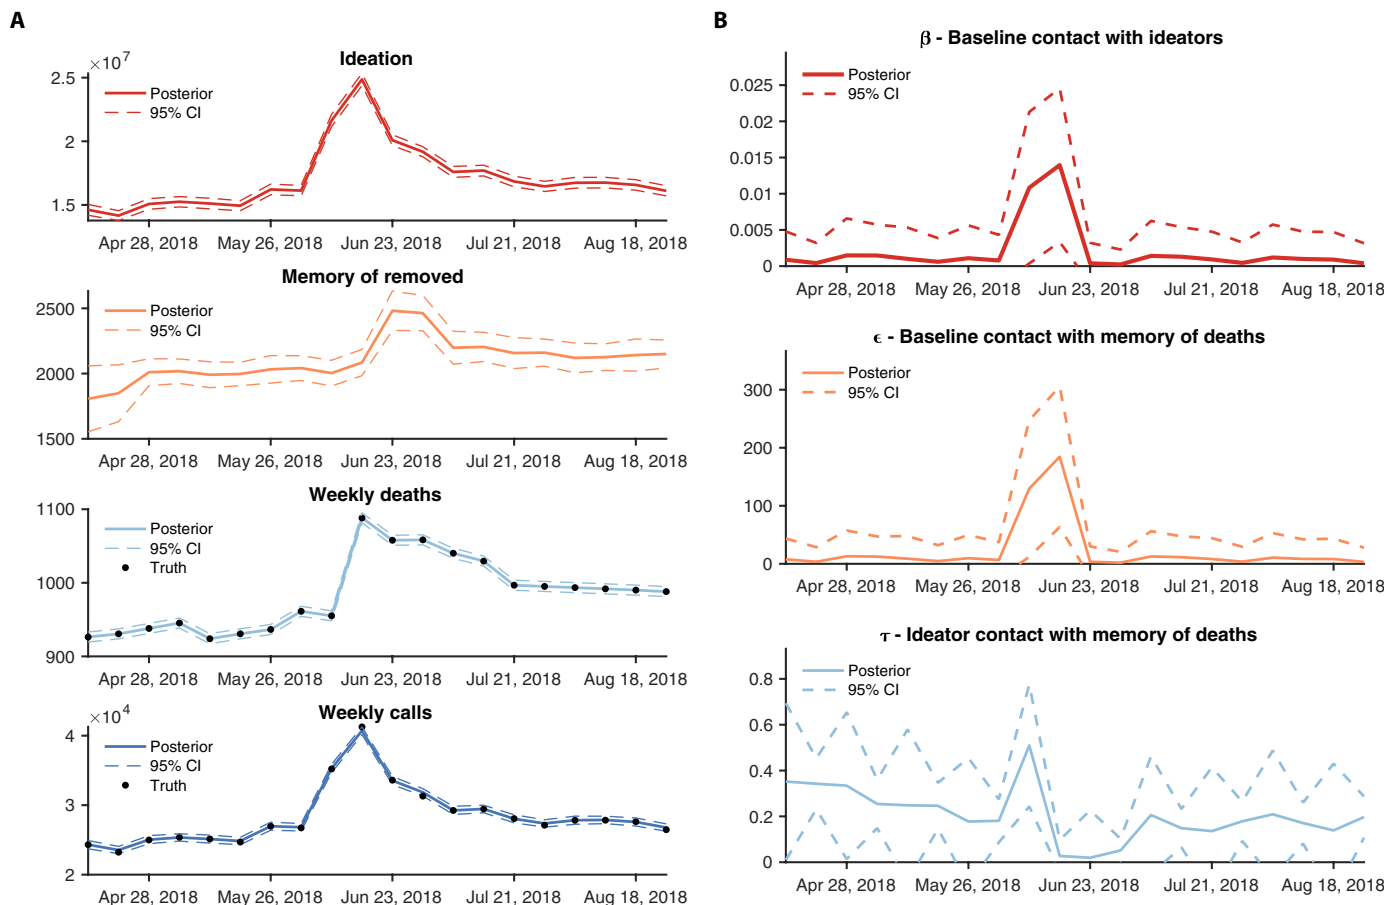 A
Ideation
×10^7
2.5
2
1.5
Posterior
95% CI
Apr 28, 2018 May 26, 2018 Jun 23, 2018 Jul 21, 2018 Aug 18, 2018
Memory of removed
2500
2000
1500
Posterior
95% CI
Apr 28, 2018 May 26, 2018 Jun 23, 2018 Jul 21, 2018 Aug 18, 2018
Weekly deaths
1100
1000
900
Posterior
95% CI
Truth
Apr 28, 2018 May 26, 2018 Jun 23, 2018 Jul 21, 2018 Aug 18, 2018
Weekly calls
×10^4
4
3
2
Posterior
95% CI
Truth
Apr 28, 2018 May 26, 2018 Jun 23, 2018 Jul 21, 2018 Aug 18, 2018
B
β - Baseline contact with ideators
0.025
0.02
0.015
0.01
0.005
0
Posterior
95% CI
Apr 28, 2018 May 26, 2018 Jun 23, 2018 Jul 21, 2018 Aug 18, 2018
ϵ - Baseline contact with memory of deaths
300
200
100
0
Posterior
95% CI
Apr 28, 2018 May 26, 2018 Jun 23, 2018 Jul 21, 2018 Aug 18, 2018
τ - Ideator contact with memory of deaths
0.8
0.6
0.4
0.2
0
Posterior
95% CI
Apr 28, 2018 May 26, 2018 Jun 23, 2018 Jul 21, 2018 Aug 18, 2018